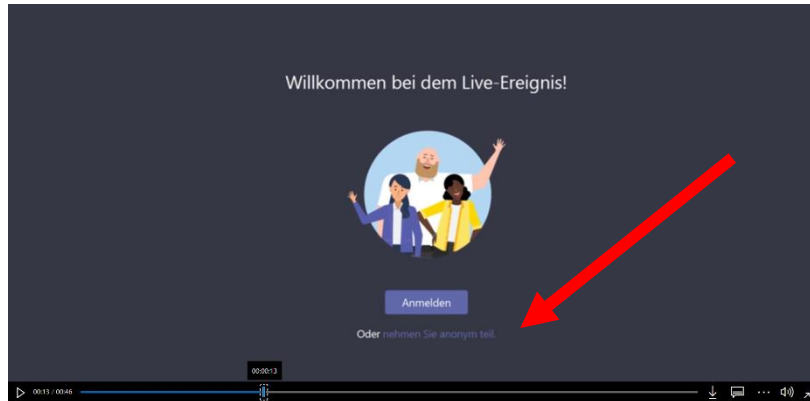 Willkommen bei dem Live-Ereignis!
Anmelden
Oder nehmen Sie anonym teil.
00:00:13
00:13 / 00:46